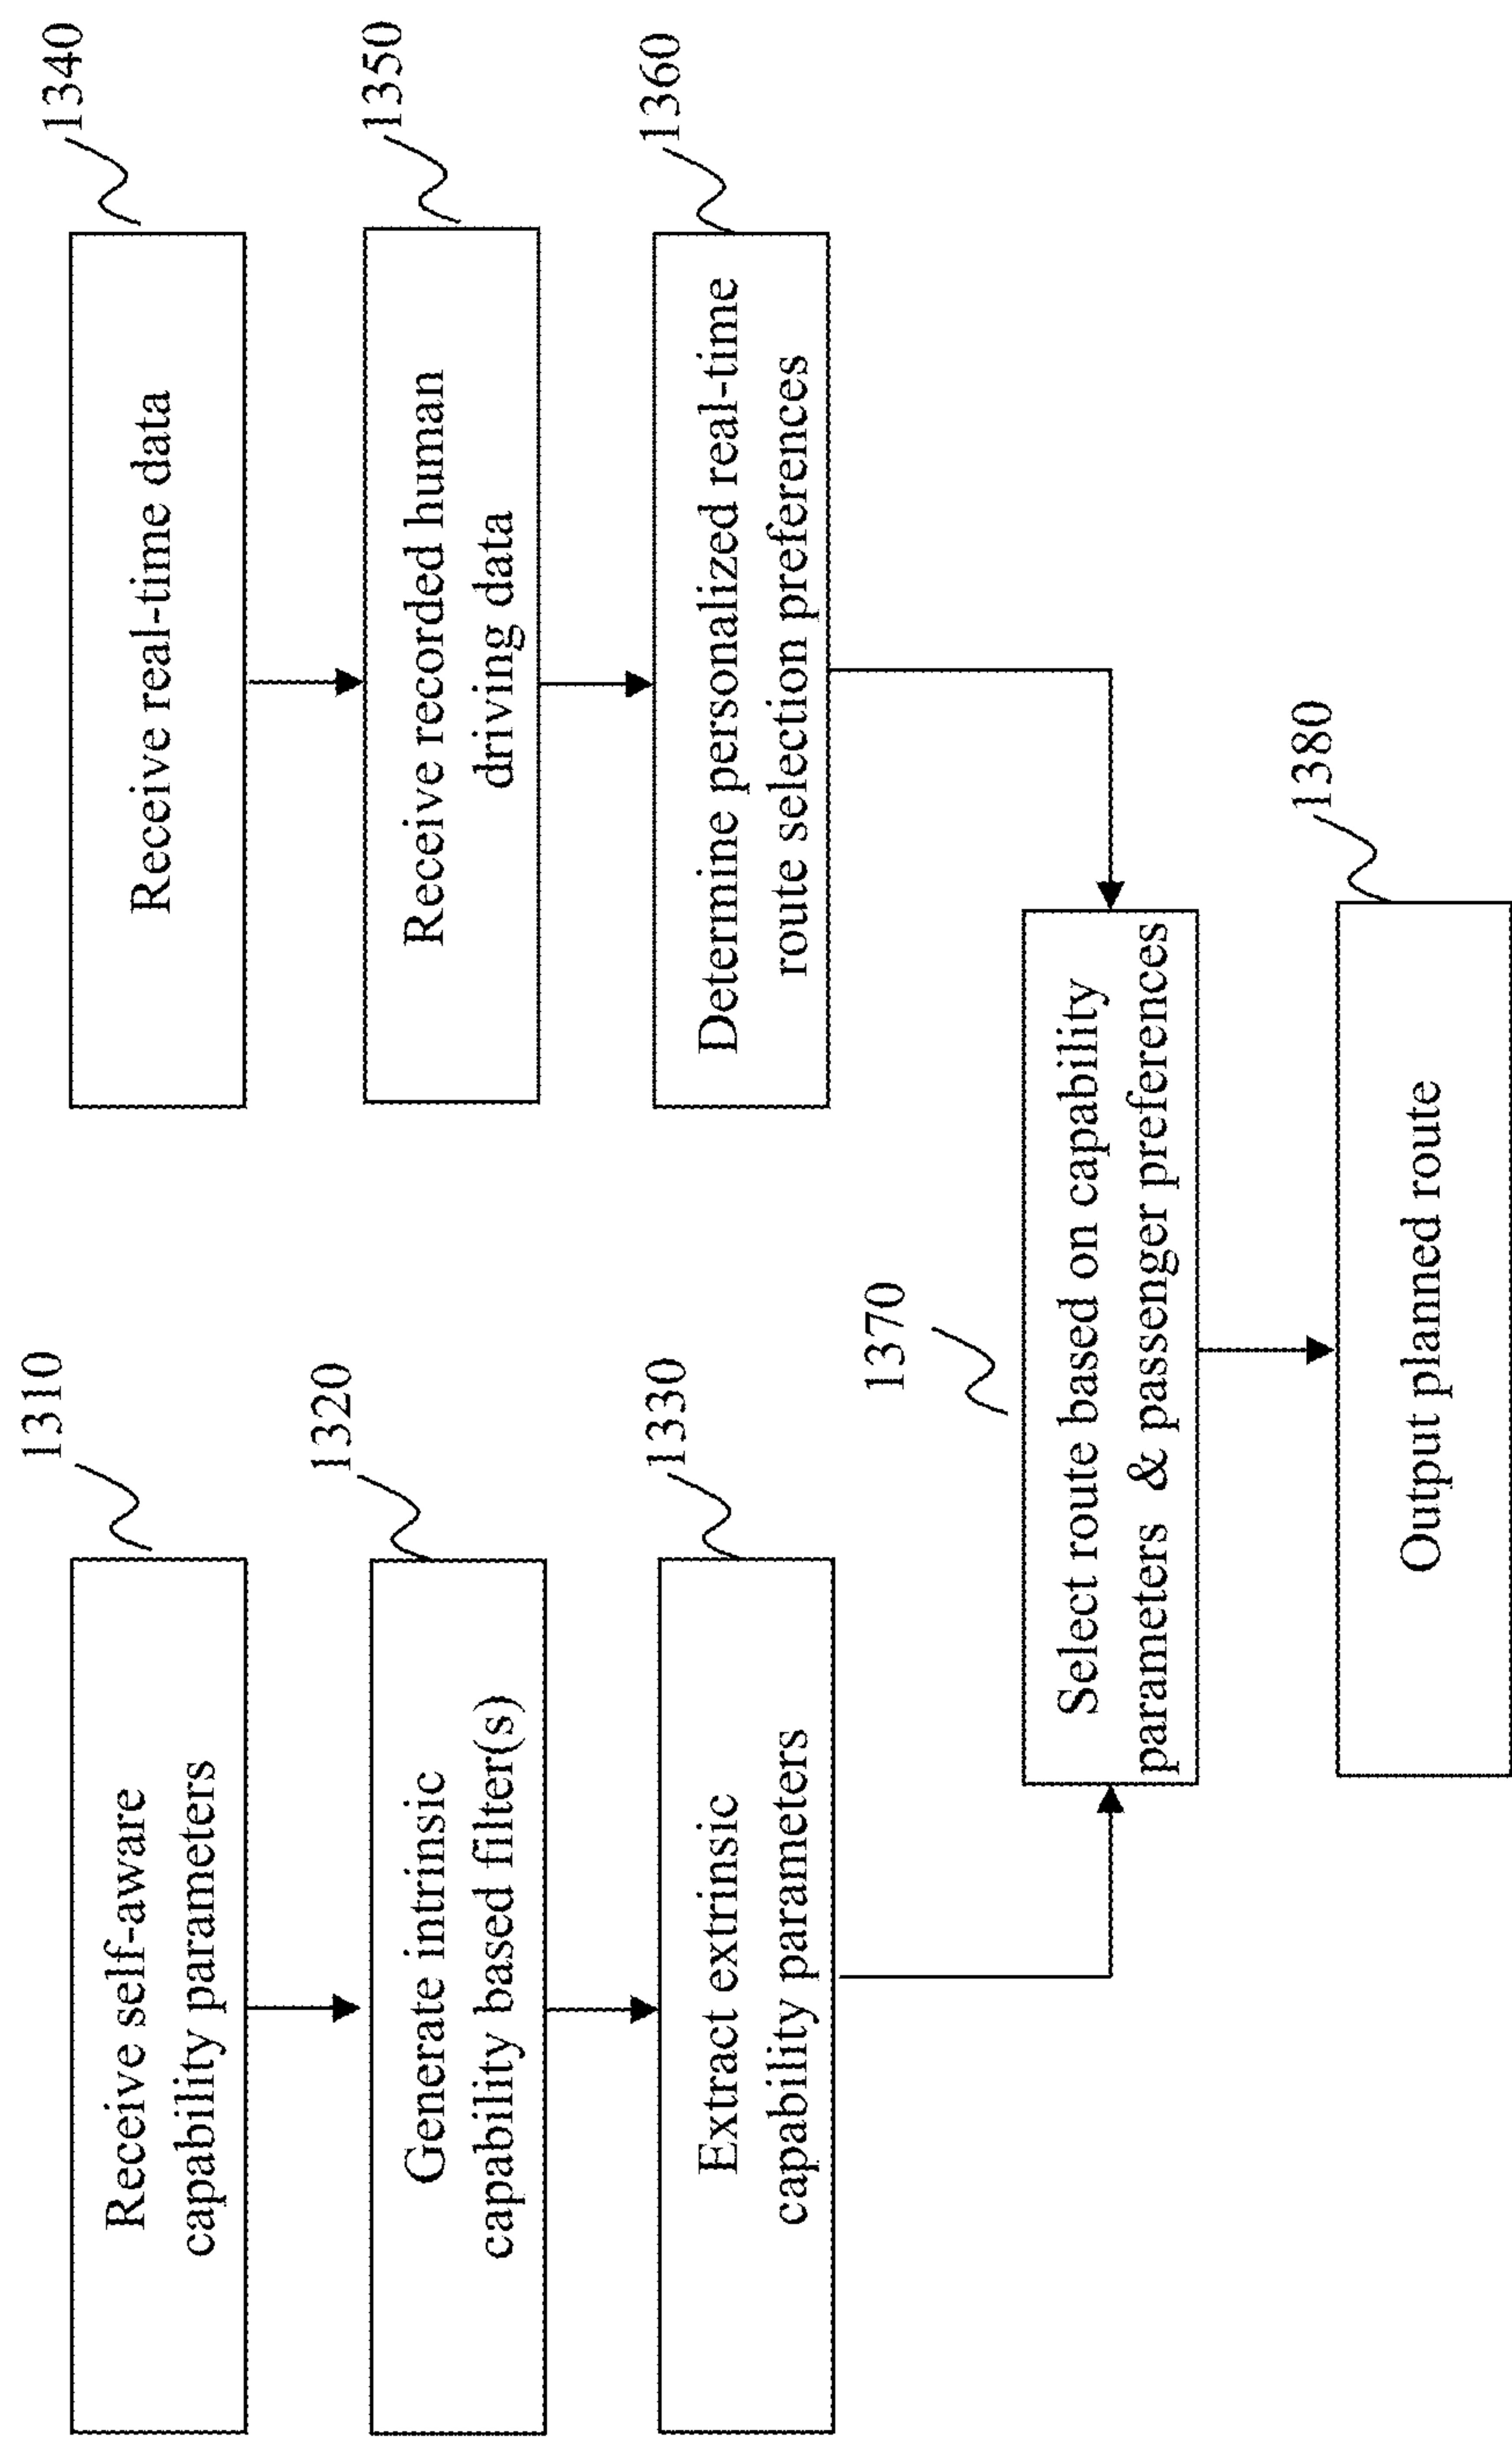 1310
Receive self-aware
capability parameters
1320
Generate intrinsic
capability based filter(s)
1330
Extract extrinsic
capability parameters
1340
Receive real-time data
1350
Receive recorded human
driving data
1360
Determine personalized real-time
route selection preferences
1370
Select route based on capability
parameters & passenger preferences
1380
Output planned route